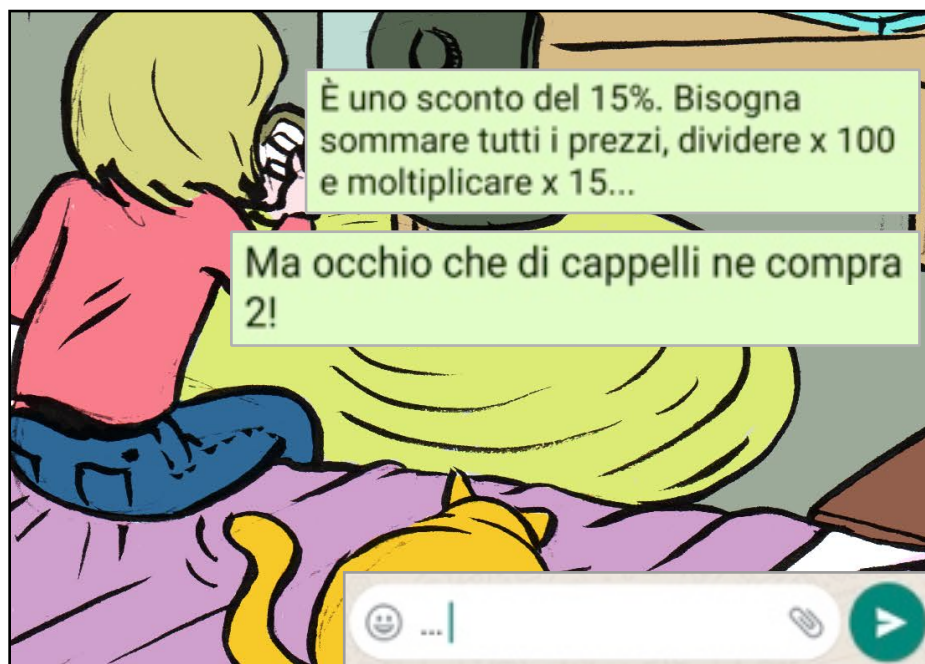 È uno sconto del 15%. Bisogna
sommare tutti i prezzi, dividere x 100
e moltiplicare x 15...
Ma occhio che di cappelli ne compra
2!
...